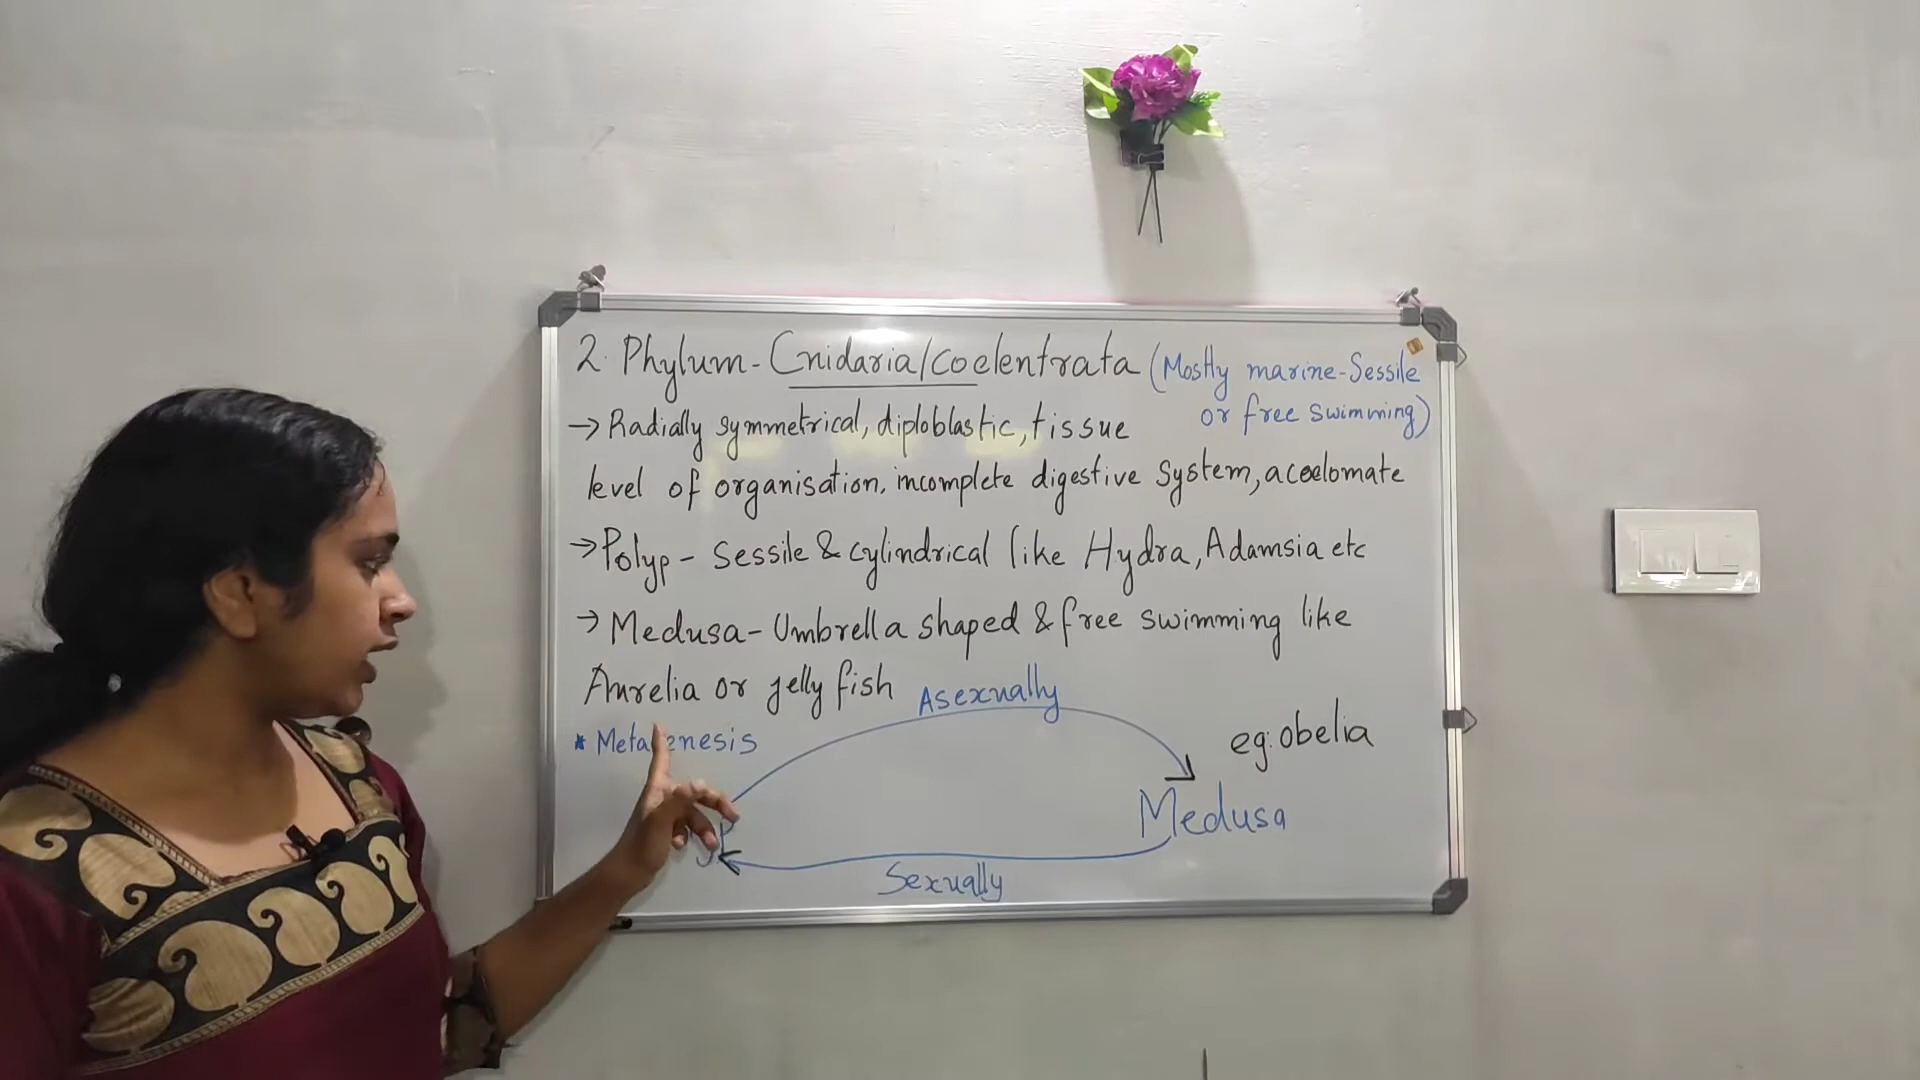 2. Phylum - Cnidaria/coelentrata (Mostly marine-Sessile
or free swimming)
→ Radially symmetrical, diploblastic, tissue
level of organisation, incomplete digestive system, acoelomate
→ Polyp - Sessile & cylindrical like Hydra, Adamsia etc
→ Medusa - Umbrella shaped & free swimming like
Aurelia or jelly fish
Asexually
* Metagenesis
eg: obelia
Medusa
Sexually